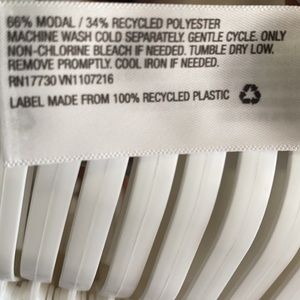 66% MODAL / 34% RECYCLED POLYESTER
MACHINE WASH COLD SEPARATELY. GENTLE CYCLE. ONLY
NON-CHLORINE BLEACH IF NEEDED. TUMBLE DRY LOW.
REMOVE PROMPTLY. COOL IRON IF NEEDED.
RN17730 VN1107216
LABEL MADE FROM 100% RECYCLED PLASTIC